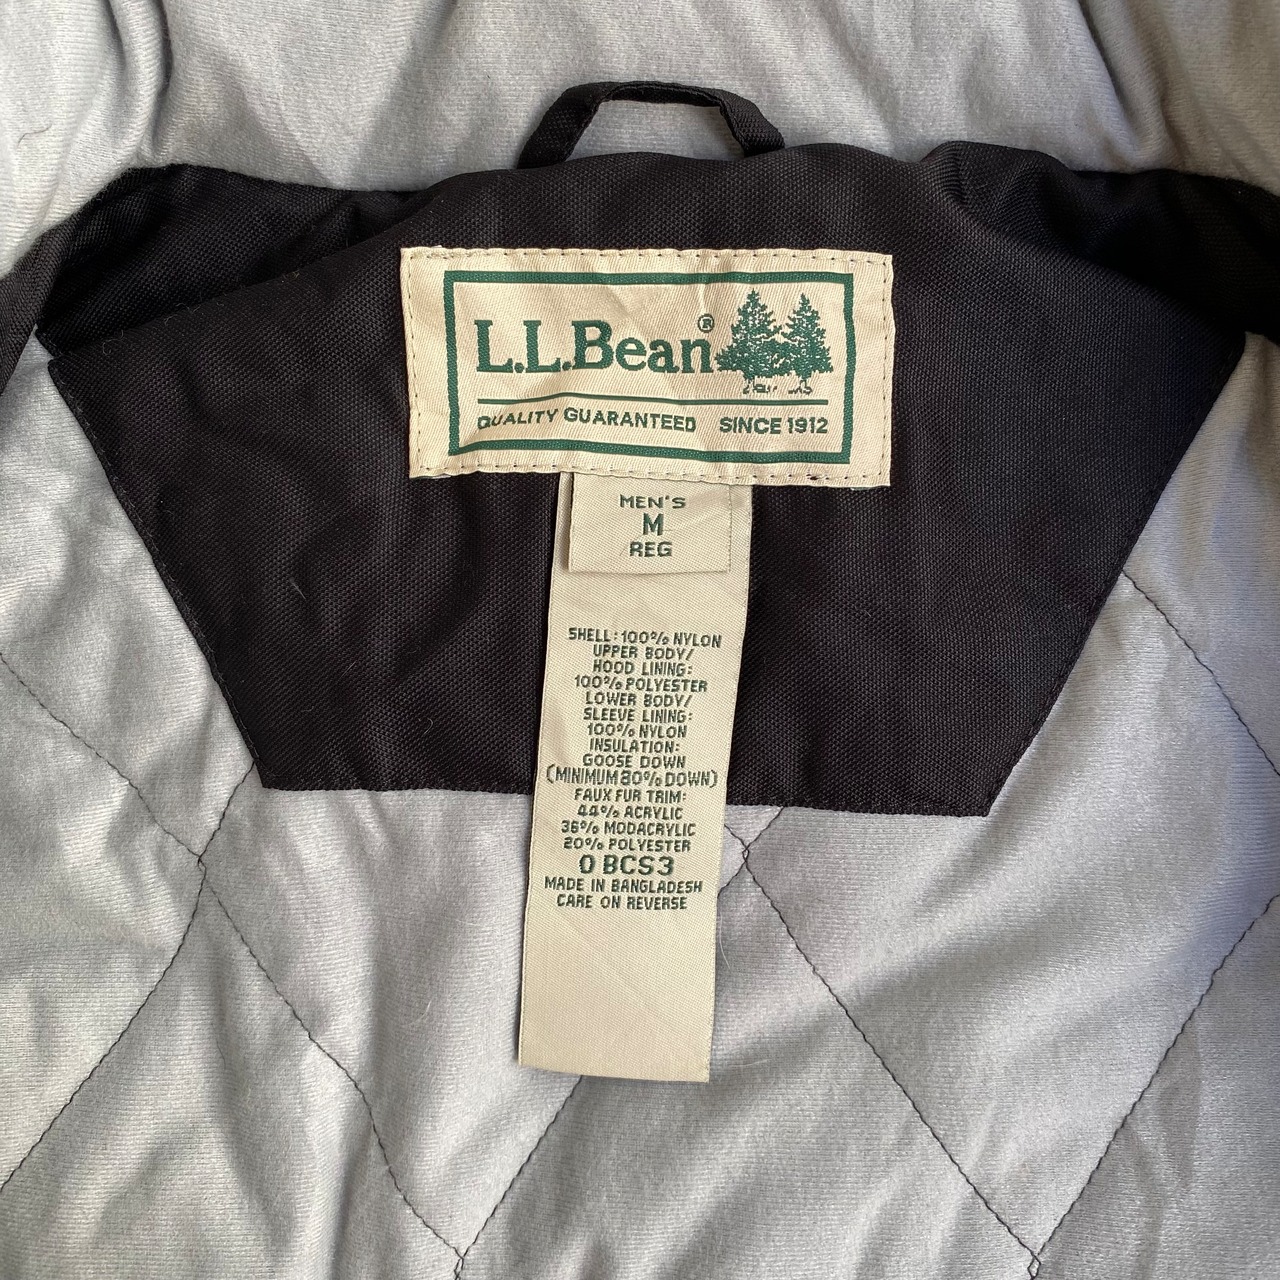 L.L.Bean®
QUALITY GUARANTEED SINCE 1912
MEN'S
M
REG
SHELL: 100% NYLON
UPPER BODY/
HOOD LINING:
100% POLYESTER
LOWER BODY/
SLEEVE LINING:
100% NYLON
INSULATION:
GOOSE DOWN
(MINIMUM 80% DOWN)
FAUX FUR TRIM:
44% ACRYLIC
36% MODACRYLIC
20% POLYESTER
0 BCS3
MADE IN BANGLADESH
CARE ON REVERSE